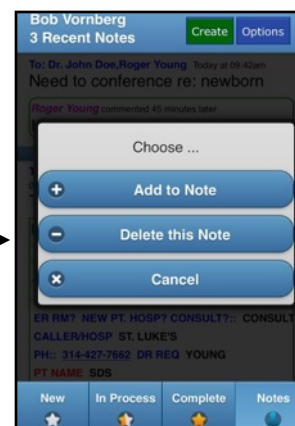 Bob Vornberg
3 Recent Notes
Create
Options
To: Dr. John Doe,Roger Young Today at 09:42am
Need to conference re: newborn
Roger Young commented 45 minutes later
Choose ...
Add to Note
Delete this Note
Cancel
ER RM? NEW PT. HOSP? CONSULT?:: CONSULT
CALLER/HOSP ST. LUKE'S
PH:: 314-427-7662 DR REQ YOUNG
PT NAME SDS
New
In Process
Complete
Notes